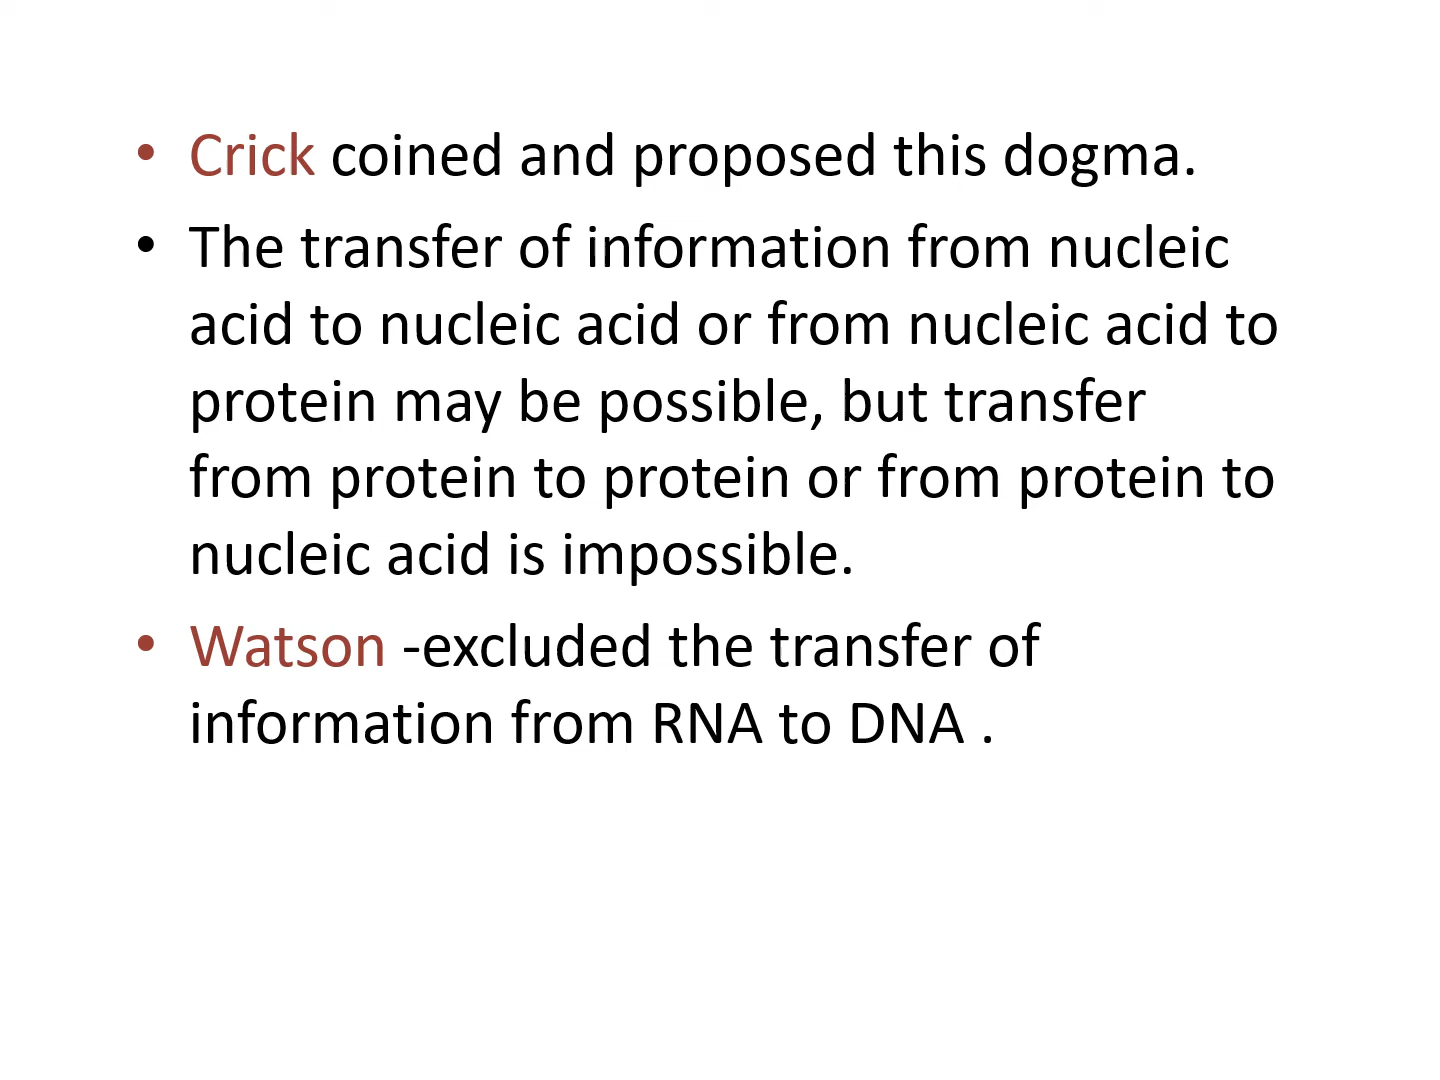 • Crick coined and proposed this dogma.
• The transfer of information from nucleic
acid to nucleic acid or from nucleic acid to
protein may be possible, but transfer
from protein to protein or from protein to
nucleic acid is impossible.
• Watson -excluded the transfer of
information from RNA to DNA .